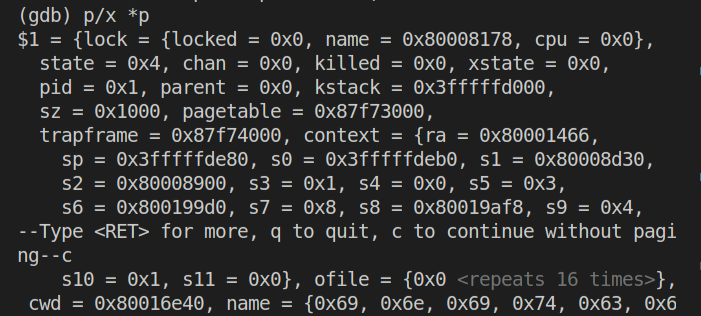 (gdb) p/x *p
$1 = {lock = {locked = 0x0, name = 0x80008178, cpu = 0x0},
state = 0x4, chan = 0x0, killed = 0x0, xstate = 0x0,
pid = 0x1, parent = 0x0, kstack = 0x3fffffd000,
sz = 0x1000, pagetable = 0x87f73000,
trapframe = 0x87f74000, context = {ra = 0x80001466,
sp = 0x3fffffde80, s0 = 0x3fffffdeb0, s1 = 0x80008d30,
s2 = 0x80008900, s3 = 0x1, s4 = 0x0, s5 = 0x3,
s6 = 0x800199d0, s7 = 0x8, s8 = 0x80019af8, s9 = 0x4,
--Type <RET> for more, q to quit, c to continue without pagi
ng--c
s10 = 0x1, s11 = 0x0}, ofile = {0x0 <repeats 16 times>},
cwd = 0x80016e40, name = {0x69, 0x6e, 0x69, 0x74, 0x63, 0x6